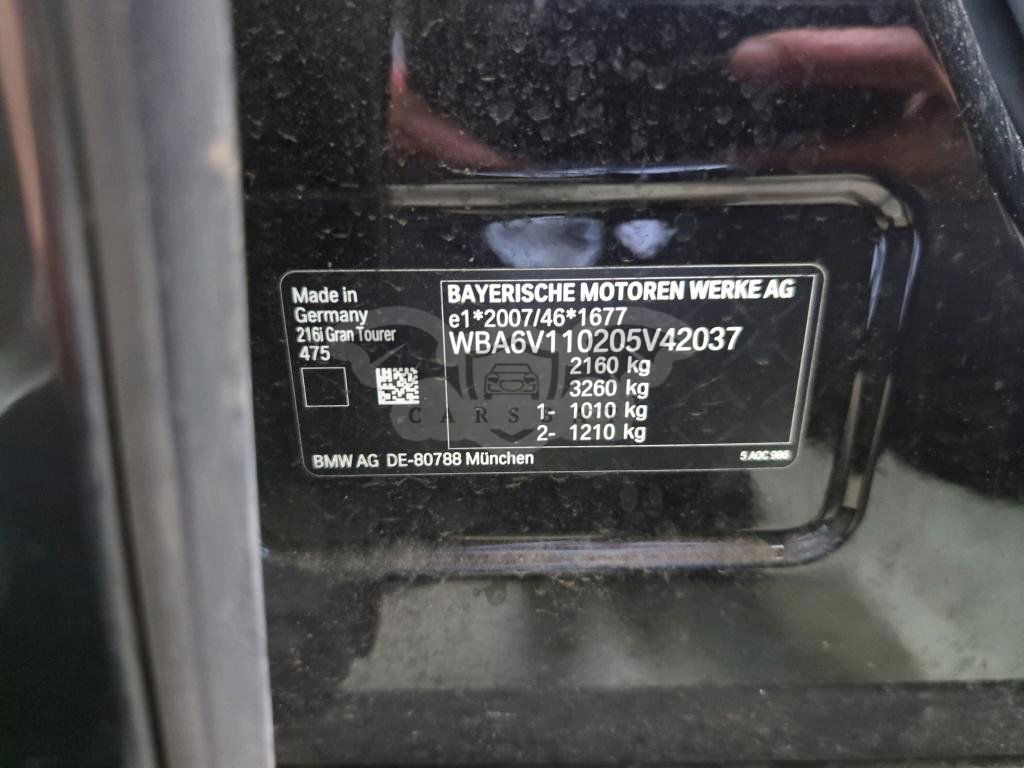 Made in
Germany
216i Gran Tourer
475
BAYERISCHE MOTOREN WERKE AG
e1*2007/46*1677
WBA6V110205V42037
2160 kg
3260 kg
1- 1010 kg
2- 1210 kg
BMW AG DE-80788 München
5 A0C 986